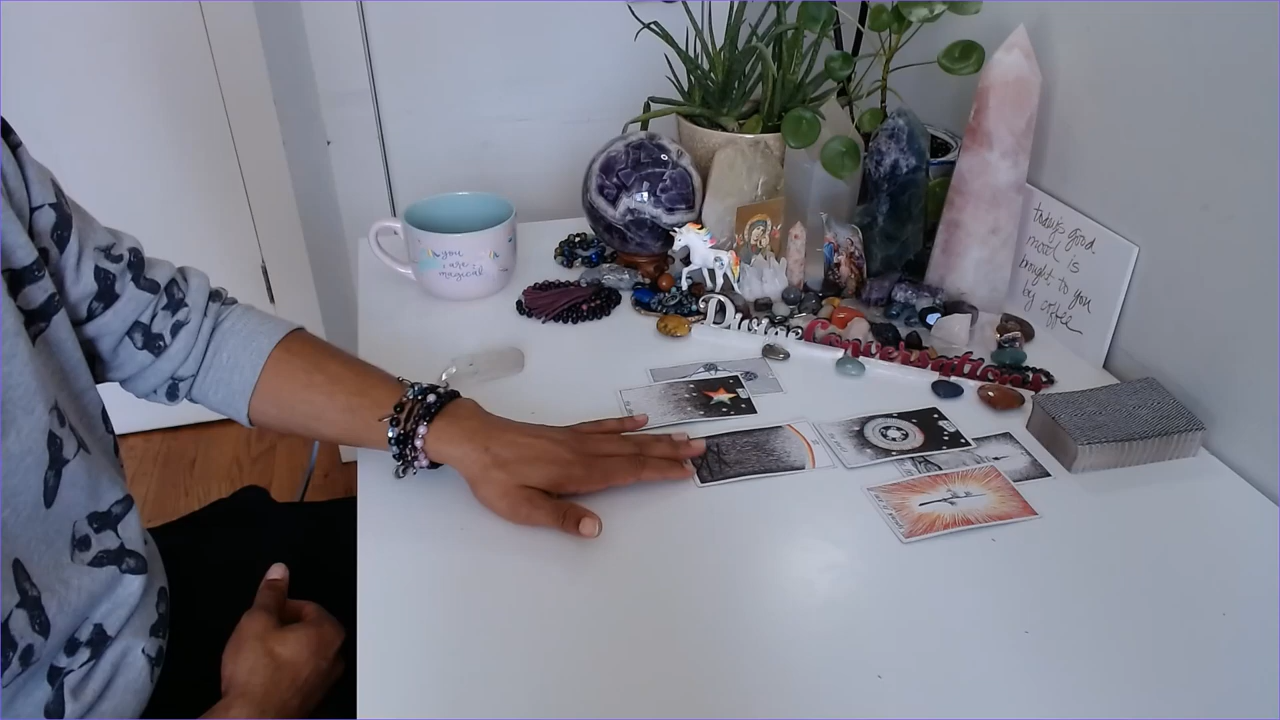 you
are
magical
Divine Conversations
today's good
mood is
brought to you
by coffee